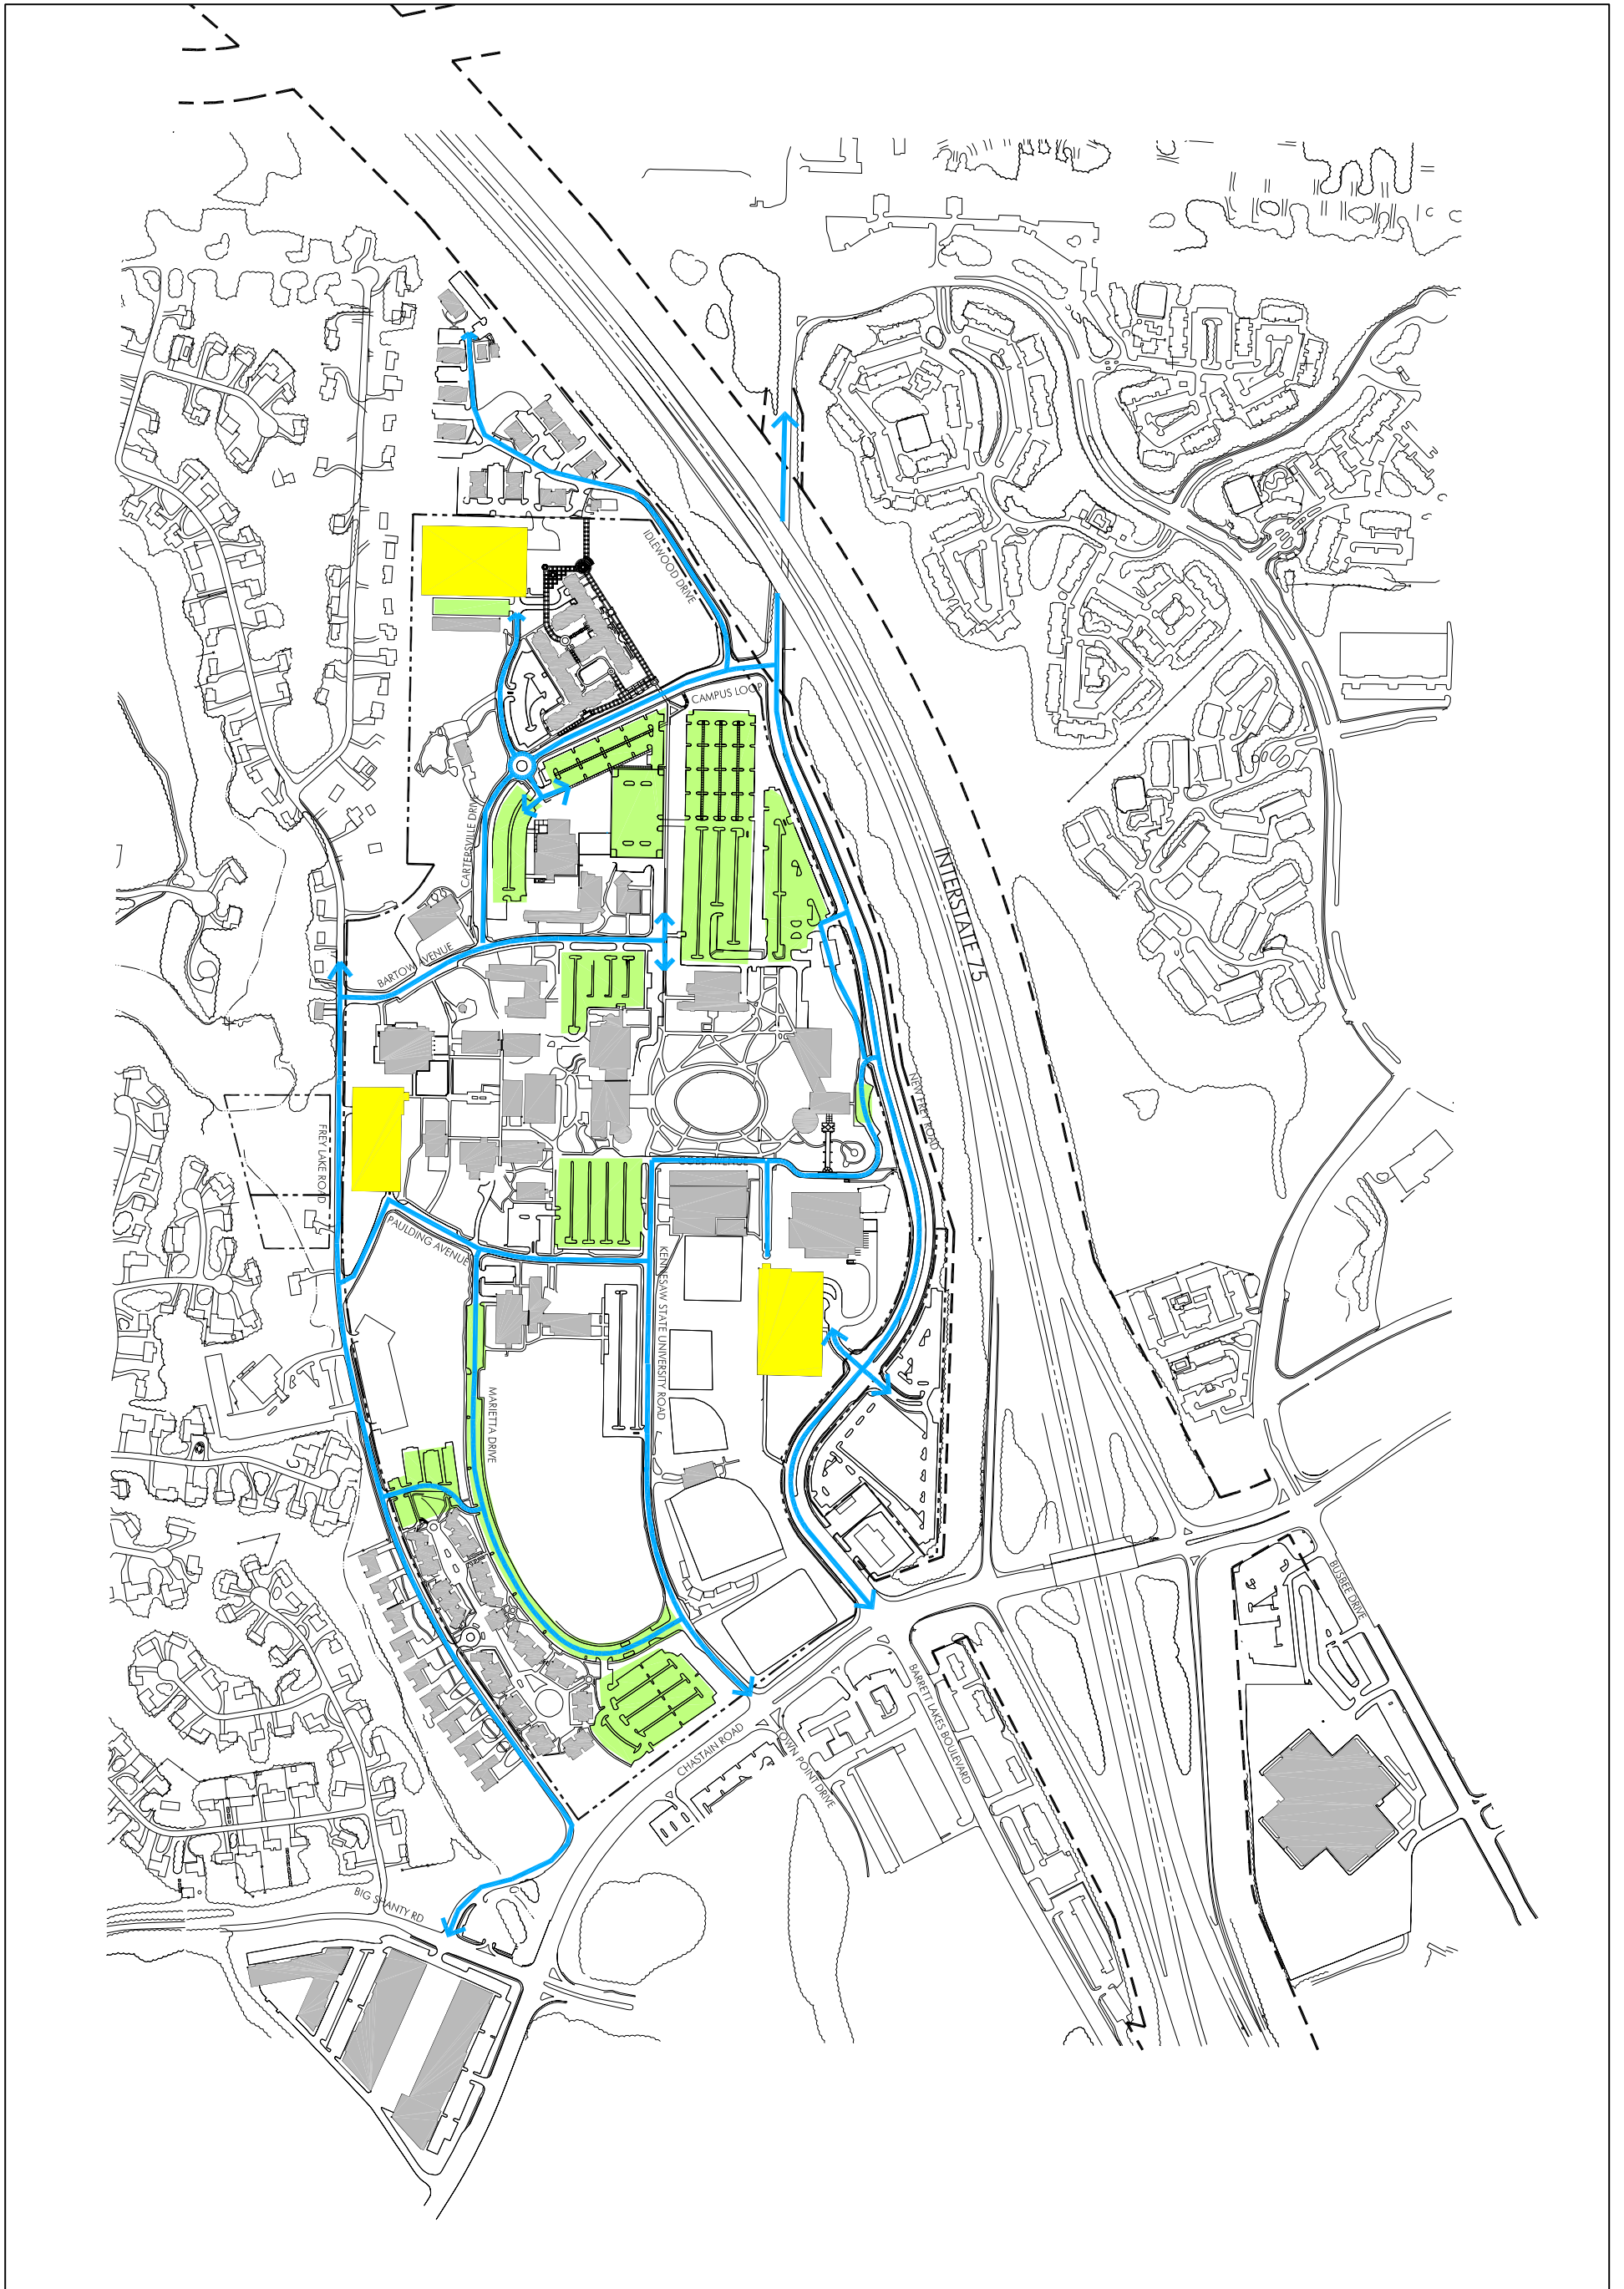 IDLEWOOD DRIVE
CAMPUS LOOP
CARTERSVILLE DRIVE
INTERSTATE 75
BARTOW AVENUE
NEW FREY ROAD
FREY LAKE ROAD
PAULDING AVENUE
KENNESAW STATE UNIVERSITY ROAD
MARIETTA DRIVE
BUSBEE DRIVE
BARRETT LAKES BOULEVARD
CHASTAIN ROAD
TOWN POINT DRIVE
BIG SHANTY RD